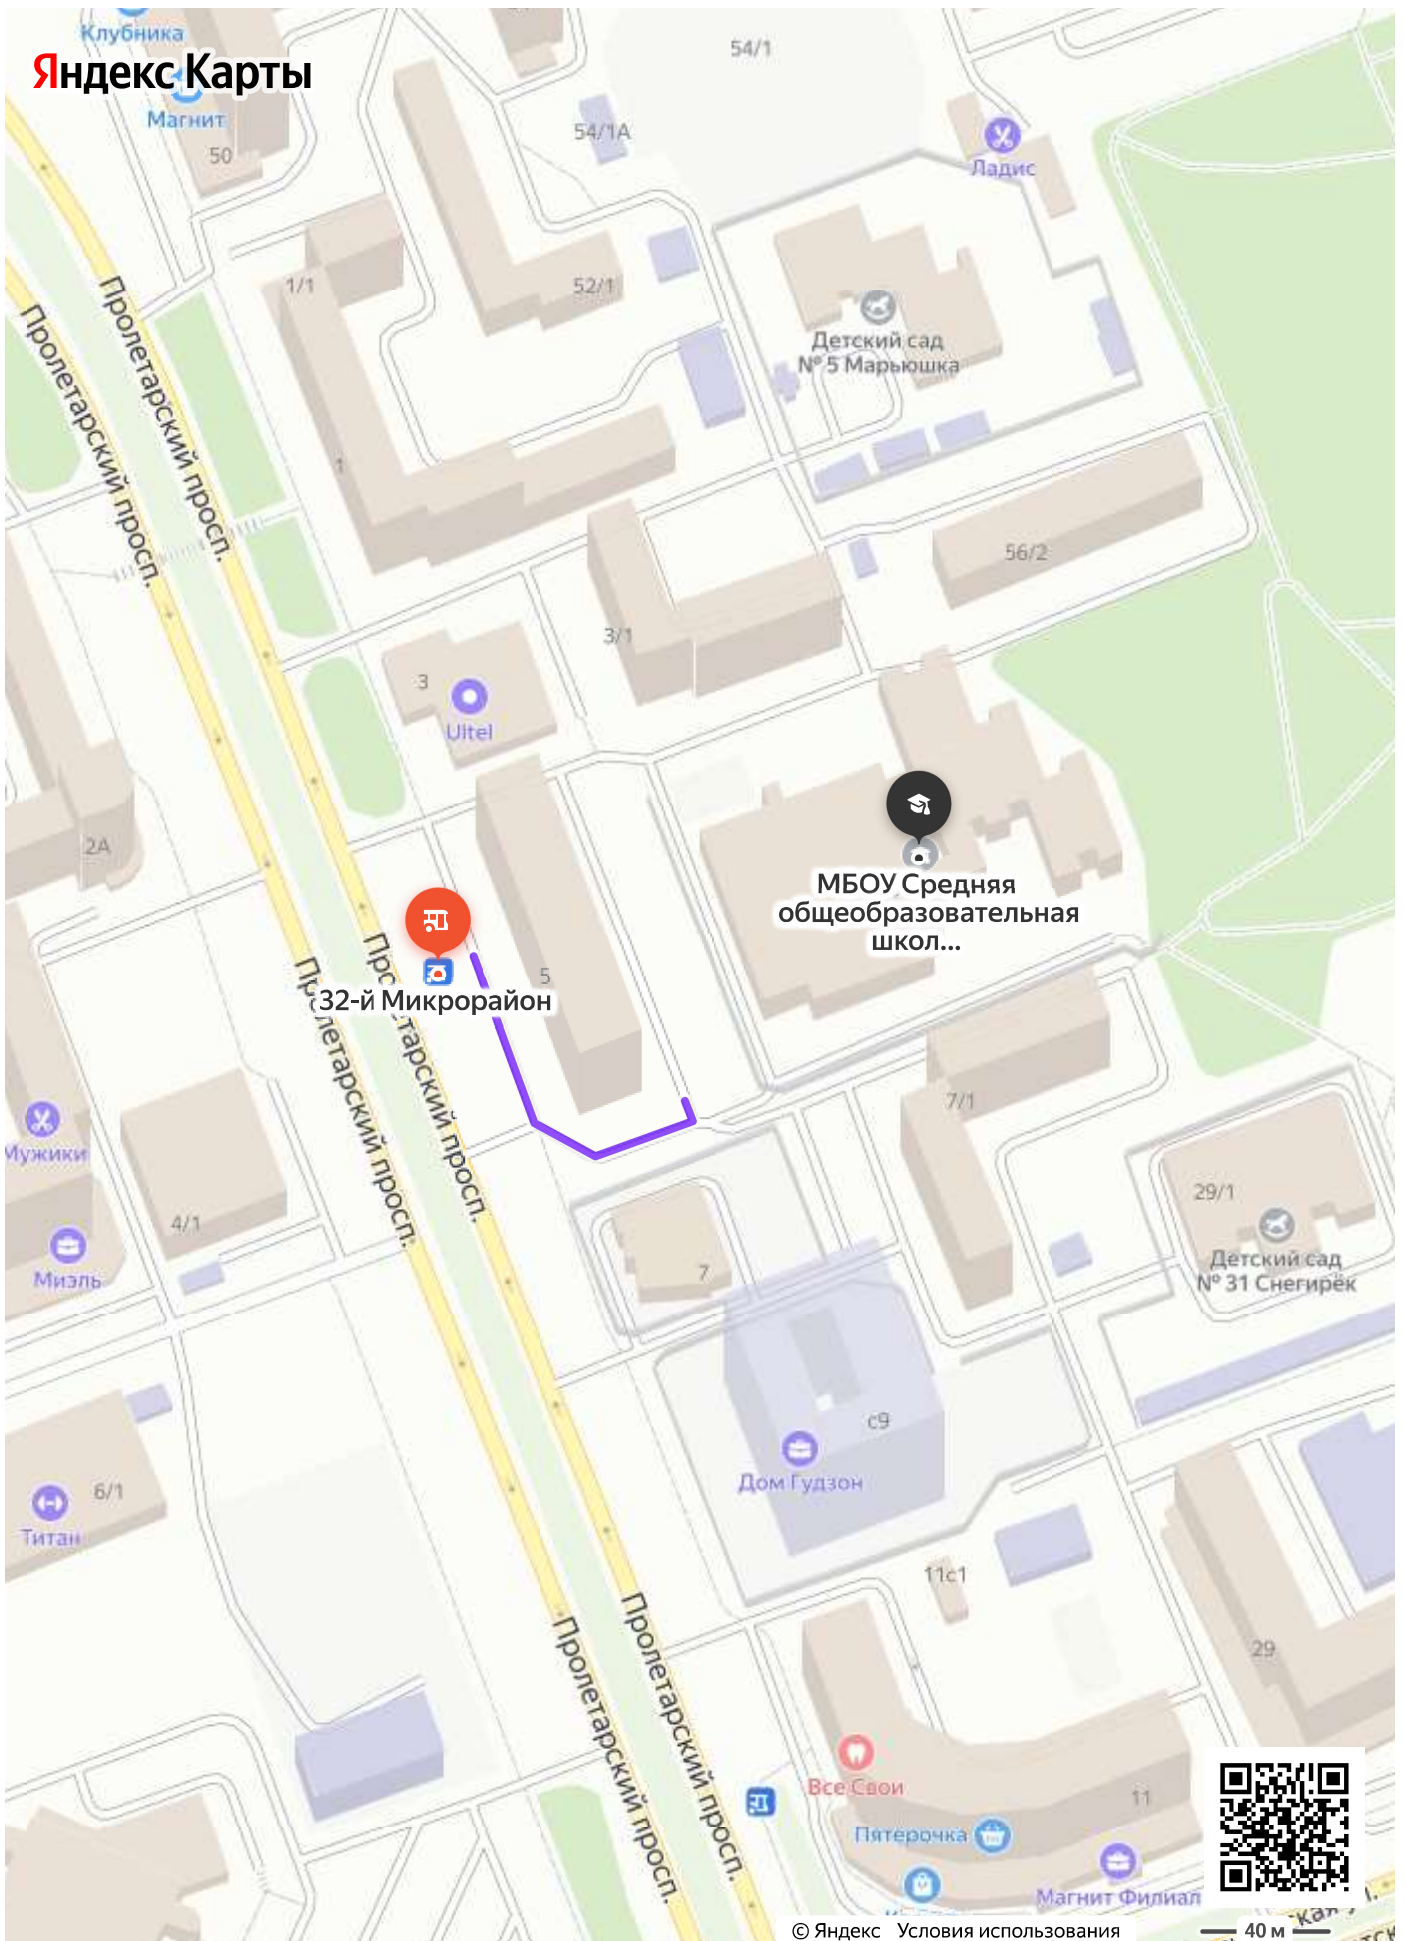 Клубника
Яндекс Карты
Магнит
50
54/1
54/1А
Ладис
1/1
52/1
Детский сад
№ 5 Марьюшка
Пролетарский просп.
Пролетарский просп.
1
56/2
3/1
3
Ultel
2А
МБОУ Средняя
общеобразовательная
школ...
5
32-й Микрорайон
Пролетарский просп.
Пролетарский просп.
7/1
Мужики
4/1
Миэль
29/1
Детский сад
№ 31 Снегирёк
7
с9
Дом Гудзон
6/1
Титан
11с1
29
Пролетарский просп.
Пролетарский просп.
Все Свои
11
Пятерочка
Магнит Филиал
© Яндекс Условия использования
40 м